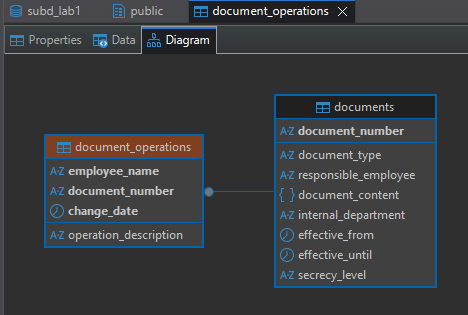 subd_lab1 public document_operations
Properties Data Diagram
document_operations
A-Z employee_name
A-Z document_number
change_date
A-Z operation_description
documents
A-Z document_number
A-Z document_type
A-Z responsible_employee
{ } document_content
A-Z internal_department
effective_from
effective_until
A-Z secrecy_level